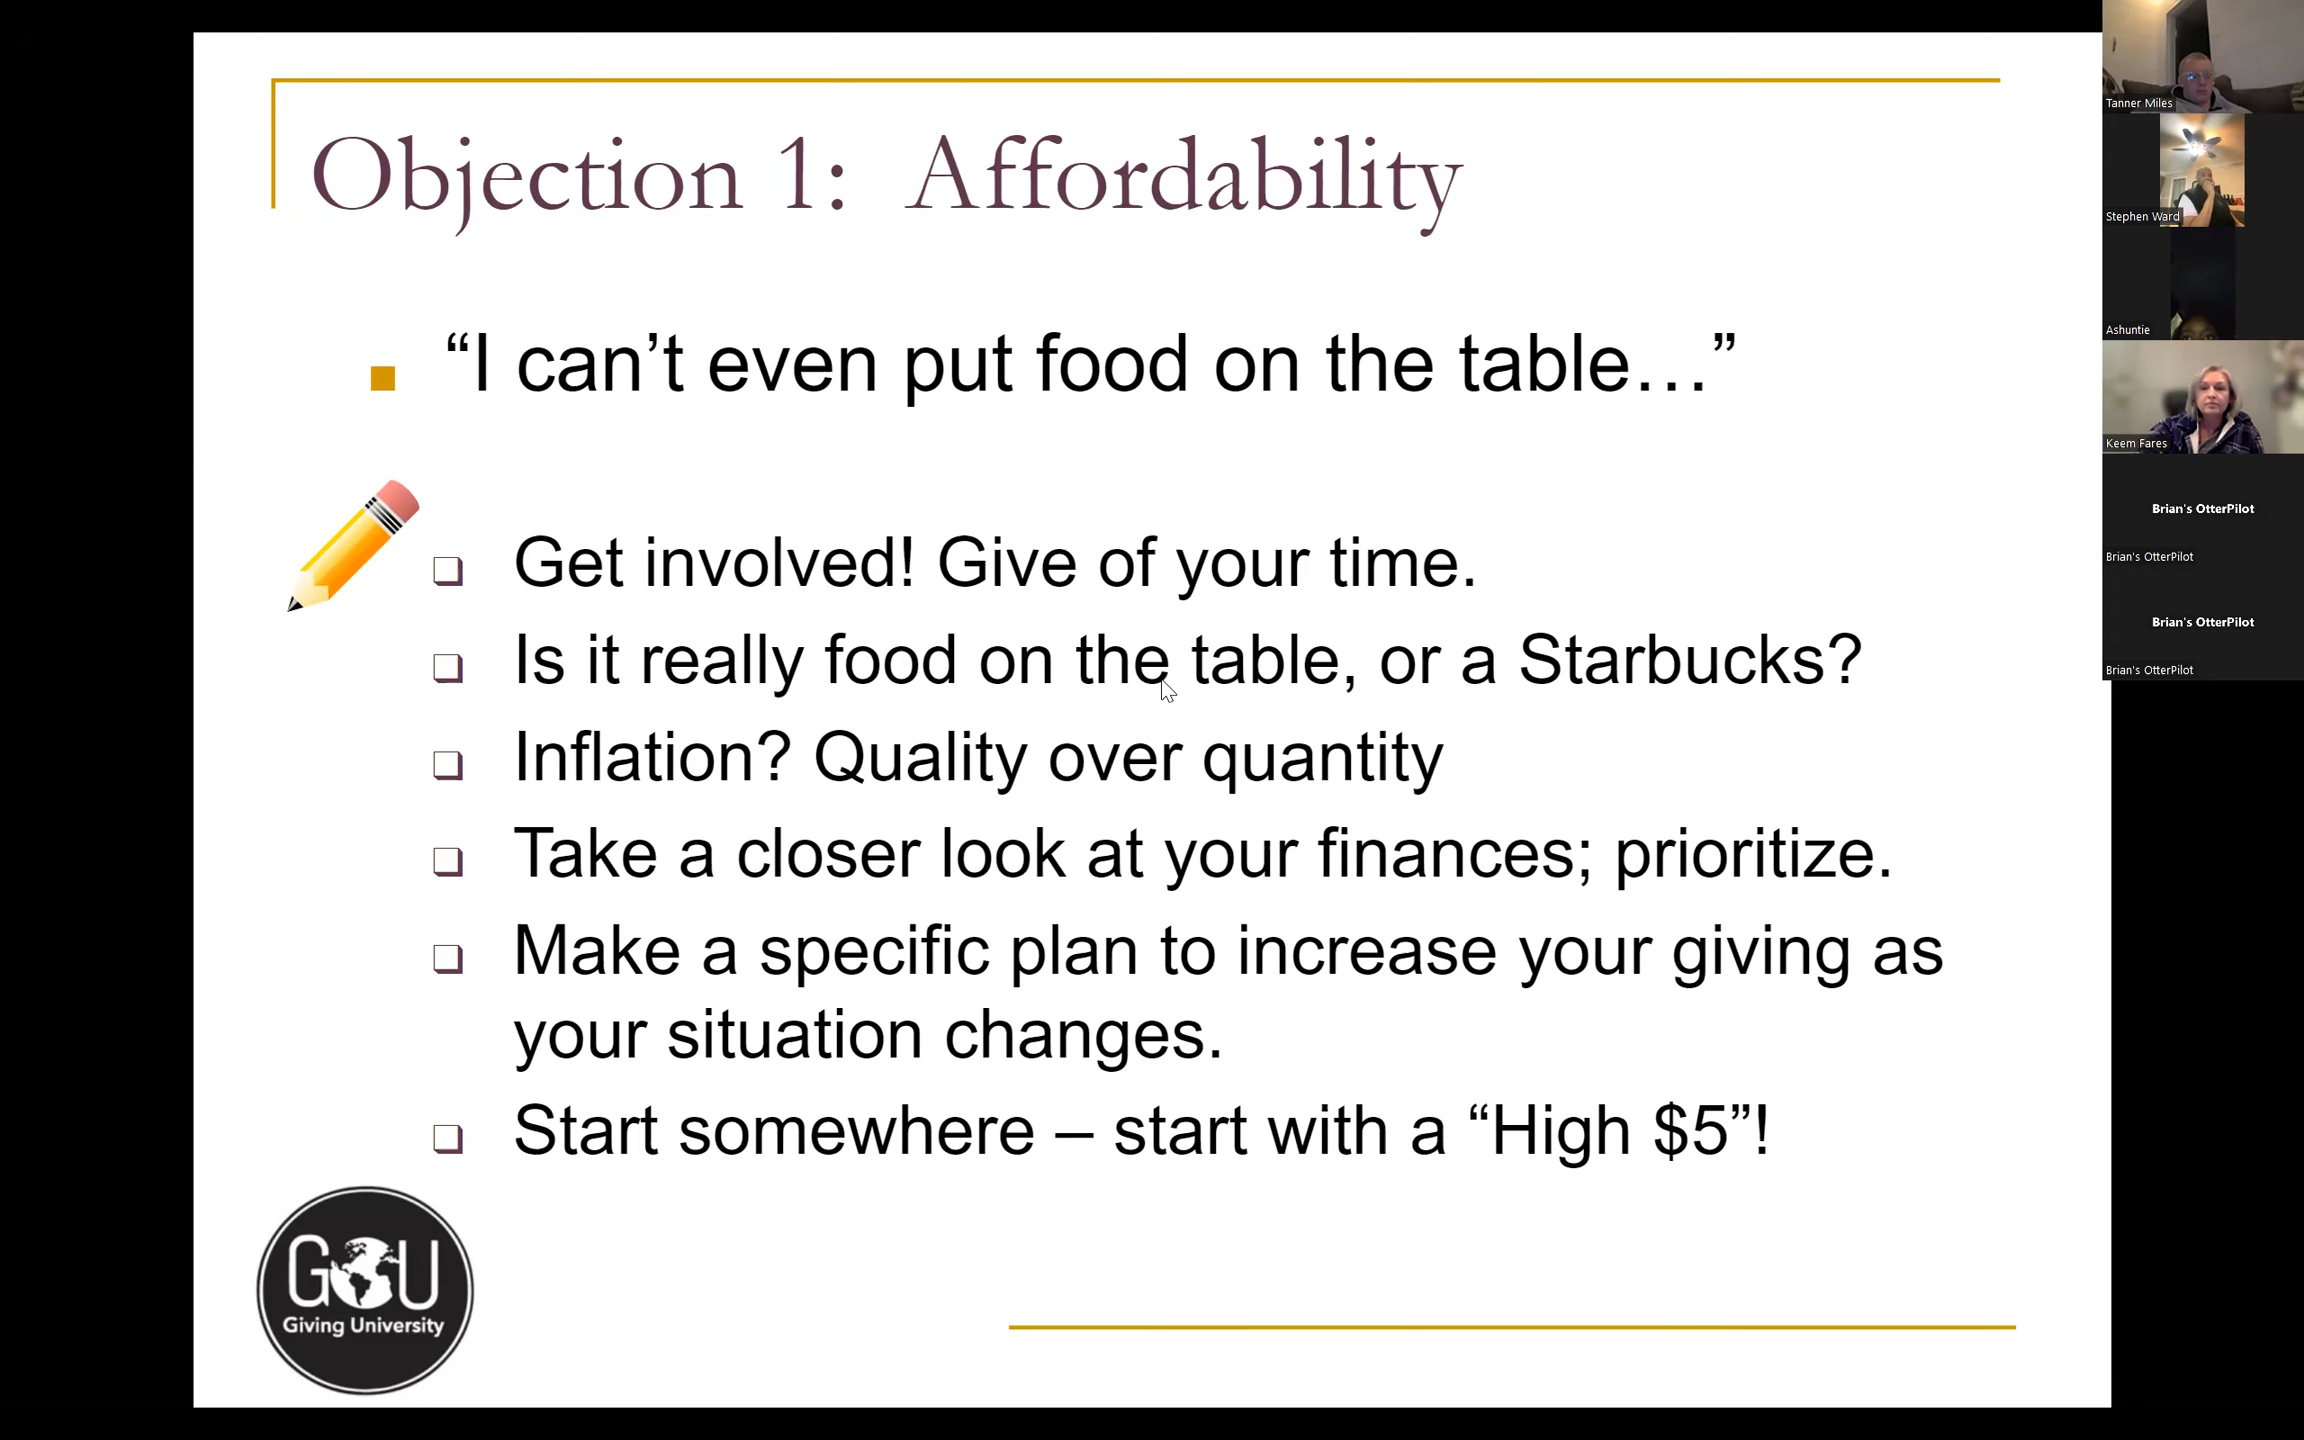 Objection 1: Affordability
“I can’t even put food on the table…”
Get involved! Give of your time.
Is it really food on the table, or a Starbucks?
Inflation? Quality over quantity
Take a closer look at your finances; prioritize.
Make a specific plan to increase your giving as
your situation changes.
Start somewhere – start with a “High $5”!
GU
Giving University
Tanner Miles
Stephen Ward
Ashuntie
Keem Fares
Brian's OtterPilot
Brian's OtterPilot
Brian's OtterPilot
Brian's OtterPilot